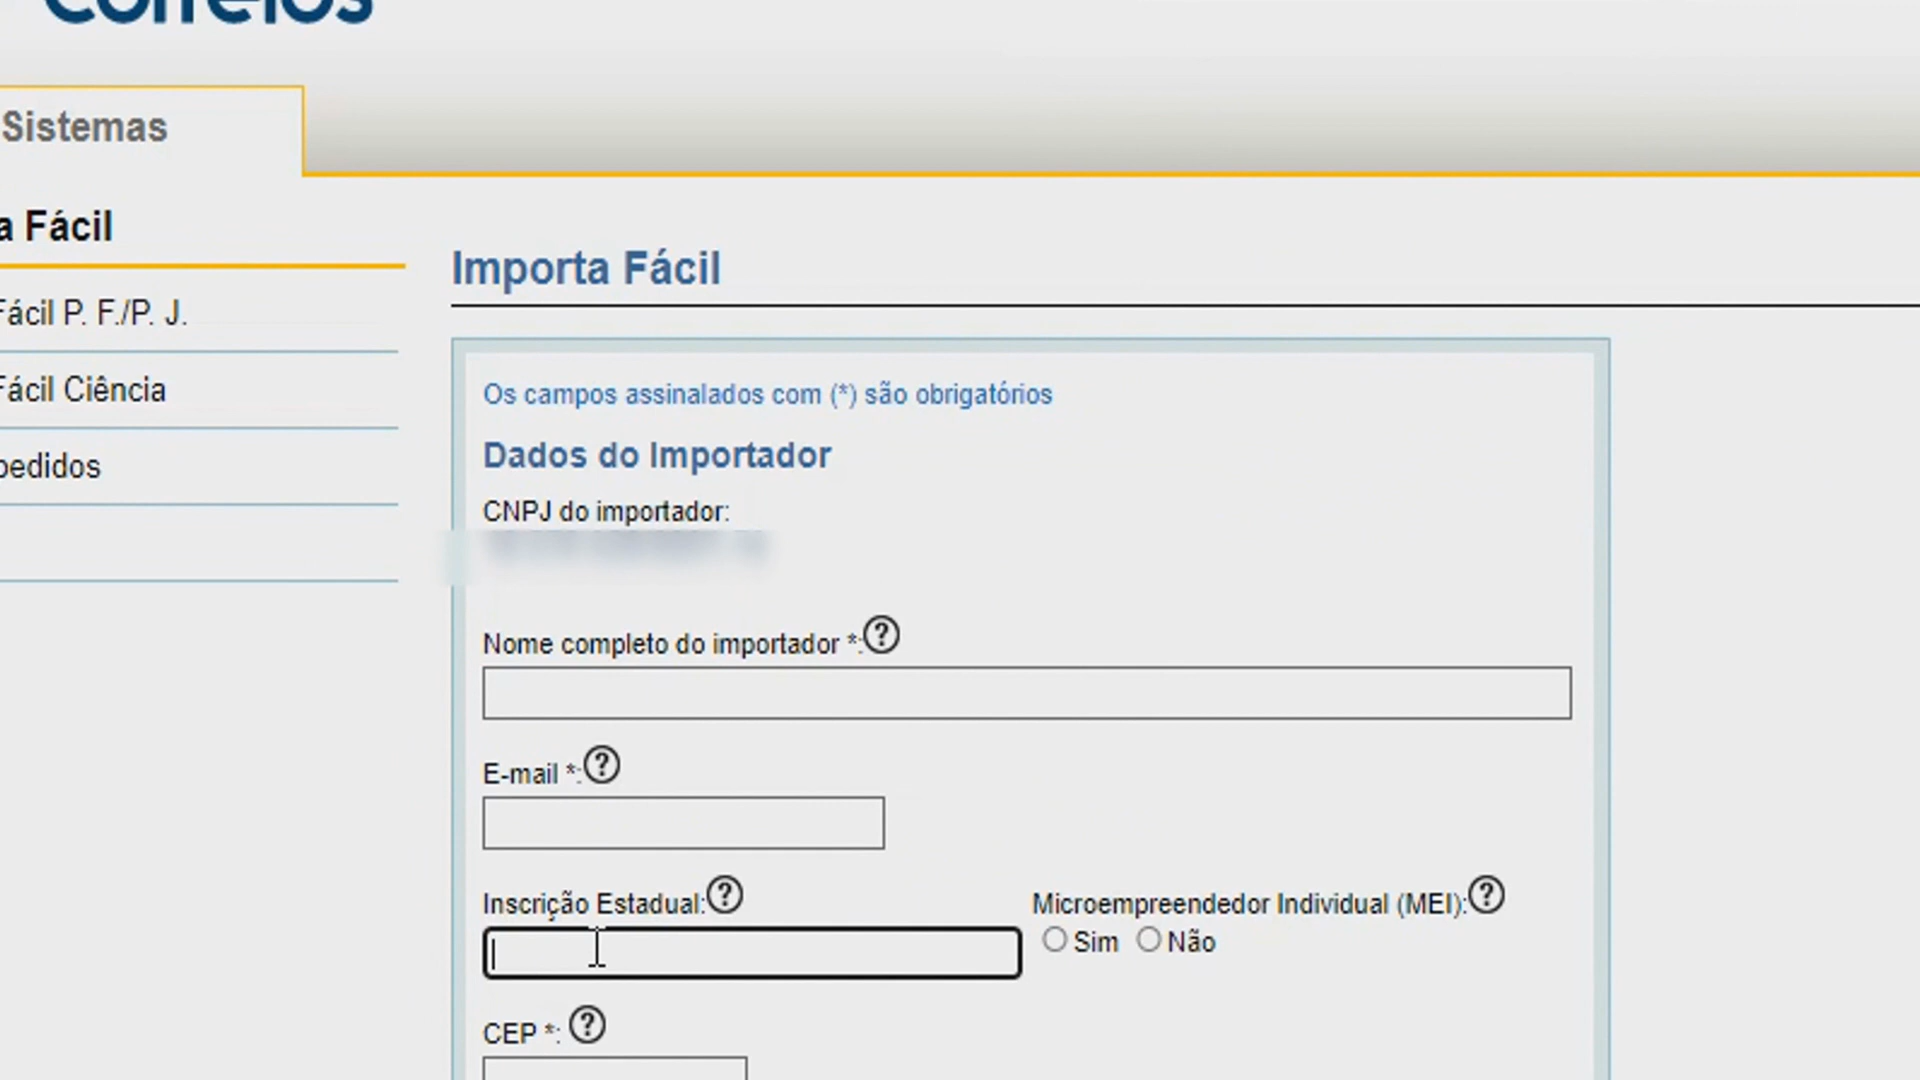 Correios
Sistemas
a Fácil
Fácil P. F./P. J.
Fácil Ciência
pedidos
Importa Fácil
Os campos assinalados com (*) são obrigatórios
Dados do Importador
CNPJ do importador:
Nome completo do importador *:?
E-mail *:?
Inscrição Estadual:?
Microempreendedor Individual (MEI):?
Sim Não
CEP *: ?